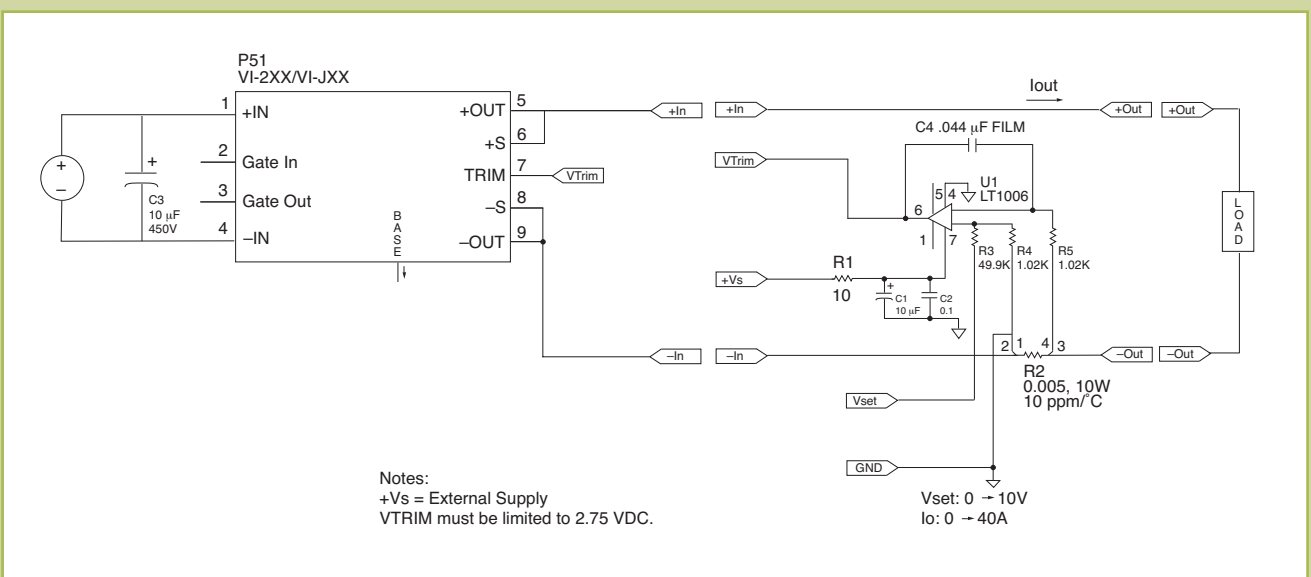 P51
VI-2XX/VI-JXX
1
+IN
2
Gate In
3
Gate Out
4
–IN
+OUT
5
+S
6
TRIM
7
–S
8
–OUT
9
BASE
+
–
+
C3
10 µF
450V
VTrim
+In
+In
Iout
+Out
+Out
C4 .044 µF FILM
VTrim
5
4
U1
LT1006
6
1
7
R3
49.9K
R4
1.02K
R5
1.02K
LOAD
+Vs
R1
10
+
C1
10 µF
C2
0.1
–In
–In
2
1
4
3
–Out
–Out
R2
0.005, 10W
10 ppm/˚C
Vset
GND
Notes:
+Vs = External Supply
VTRIM must be limited to 2.75 VDC.
Vset: 0 → 10V
Io: 0 → 40A